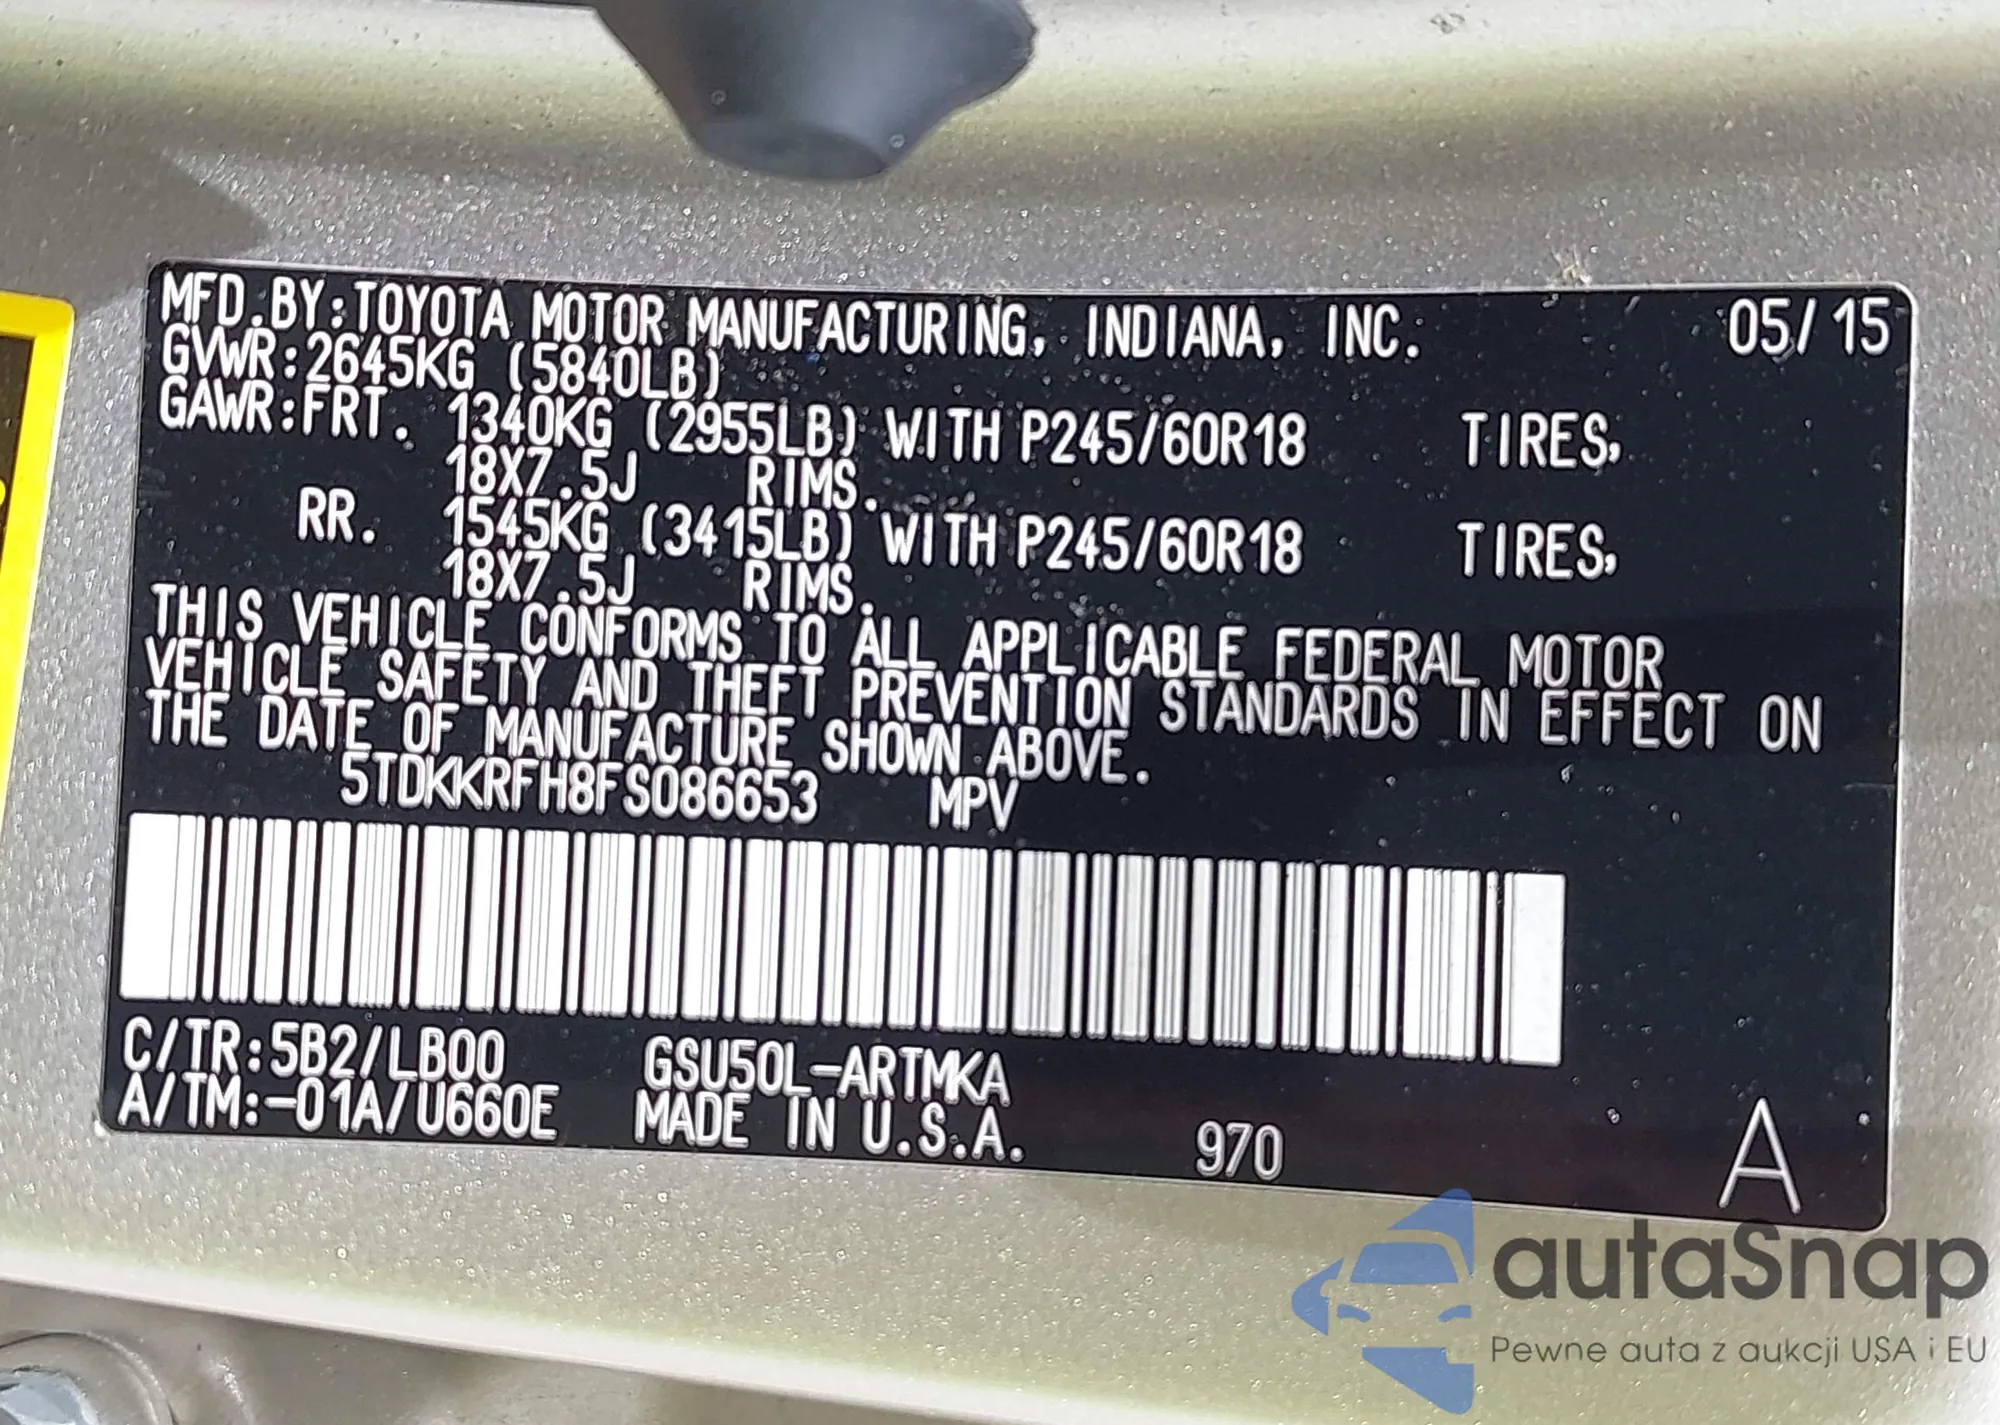 MFD.BY:TOYOTA MOTOR MANUFACTURING, INDIANA, INC. 05/15
GVWR:2645KG (5840LB)
GAWR:FRT. 1340KG (2955LB) WITH P245/60R18 TIRES,
18X7.5J RIMS.
RR. 1545KG (3415LB) WITH P245/60R18 TIRES,
18X7.5J RIMS.
THIS VEHICLE CONFORMS TO ALL APPLICABLE FEDERAL MOTOR
VEHICLE SAFETY AND THEFT PREVENTION STANDARDS IN EFFECT ON
THE DATE OF MANUFACTURE SHOWN ABOVE.
5TDKKRFH8FS086653 MPV
C/TR:5B2/LB00 GSU50L-ARTMKA
A/TM:-01A/U660E MADE IN U.S.A. 970 A
autaSnap
Pewne auta z aukcji USA i EU